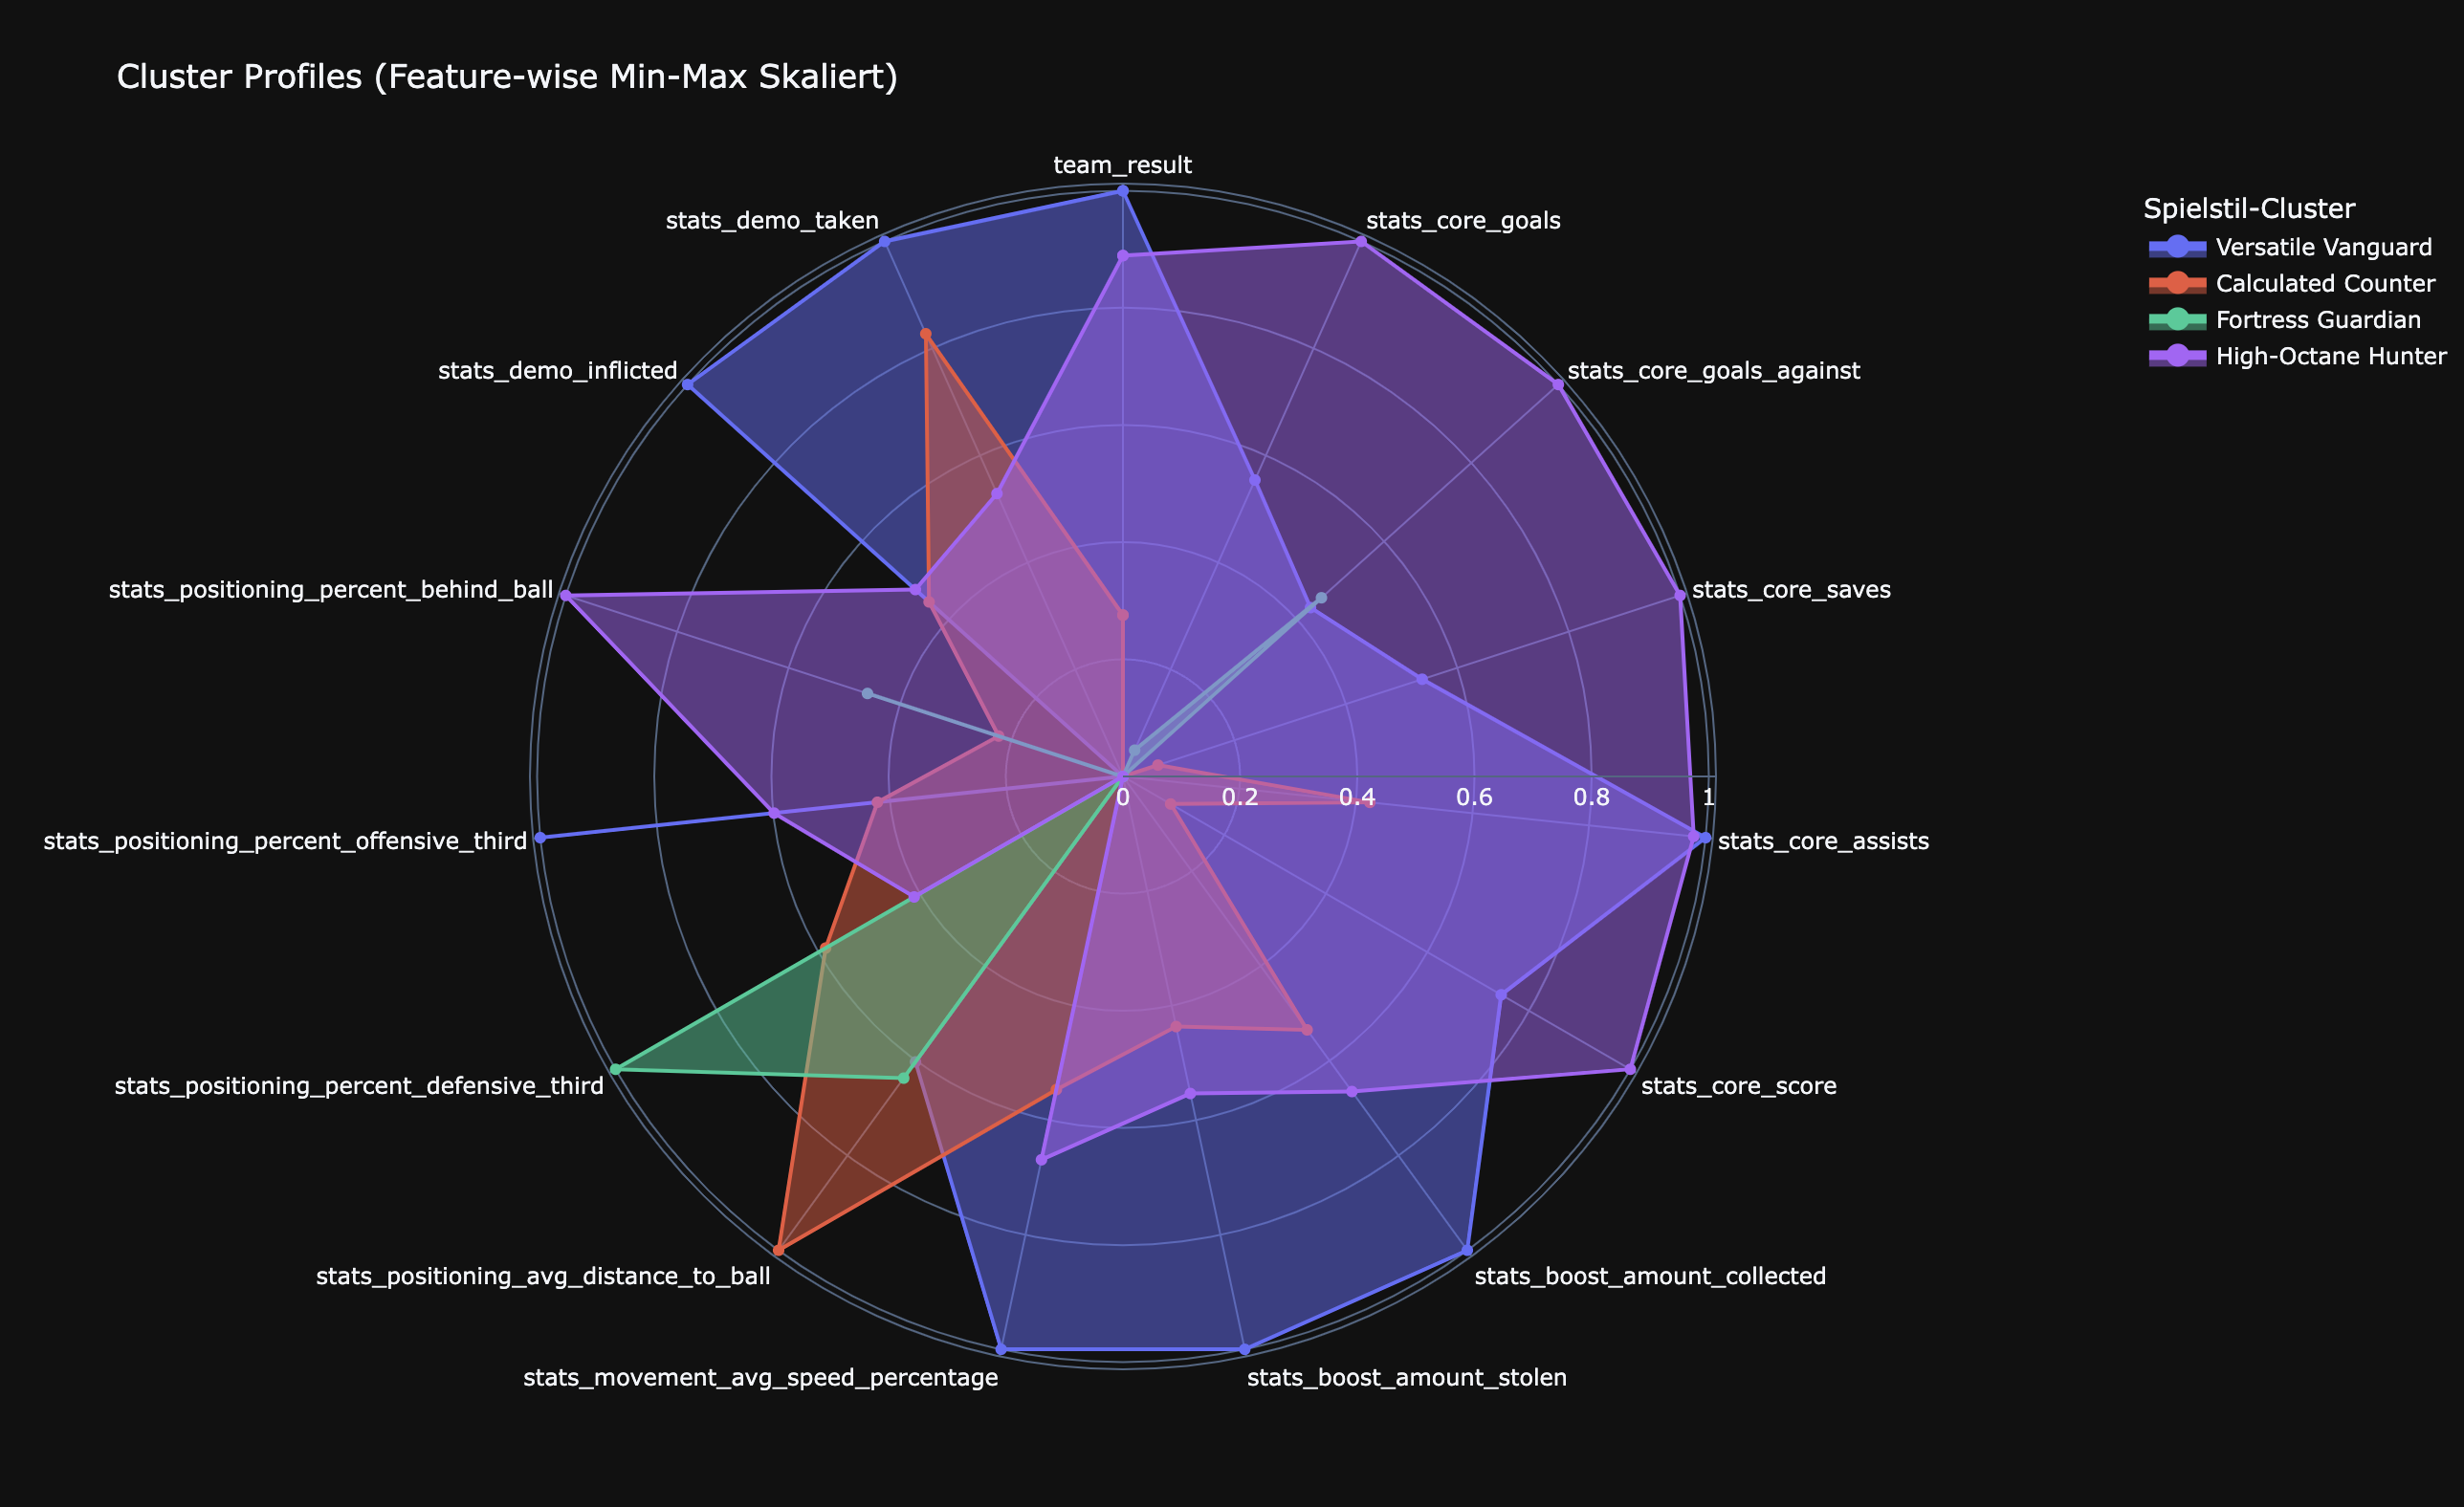 Cluster Profiles (Feature-wise Min-Max Skaliert)
team_result
stats_demo_taken
stats_core_goals
Spielstil-Cluster
Versatile Vanguard
Calculated Counter
Fortress Guardian
High-Octane Hunter
stats_demo_inflicted
stats_core_goals_against
stats_positioning_percent_behind_ball
stats_core_saves
0 0.2 0.4 0.6 0.8 1
stats_positioning_percent_offensive_third
stats_core_assists
stats_positioning_percent_defensive_third
stats_core_score
stats_positioning_avg_distance_to_ball
stats_boost_amount_collected
stats_movement_avg_speed_percentage
stats_boost_amount_stolen